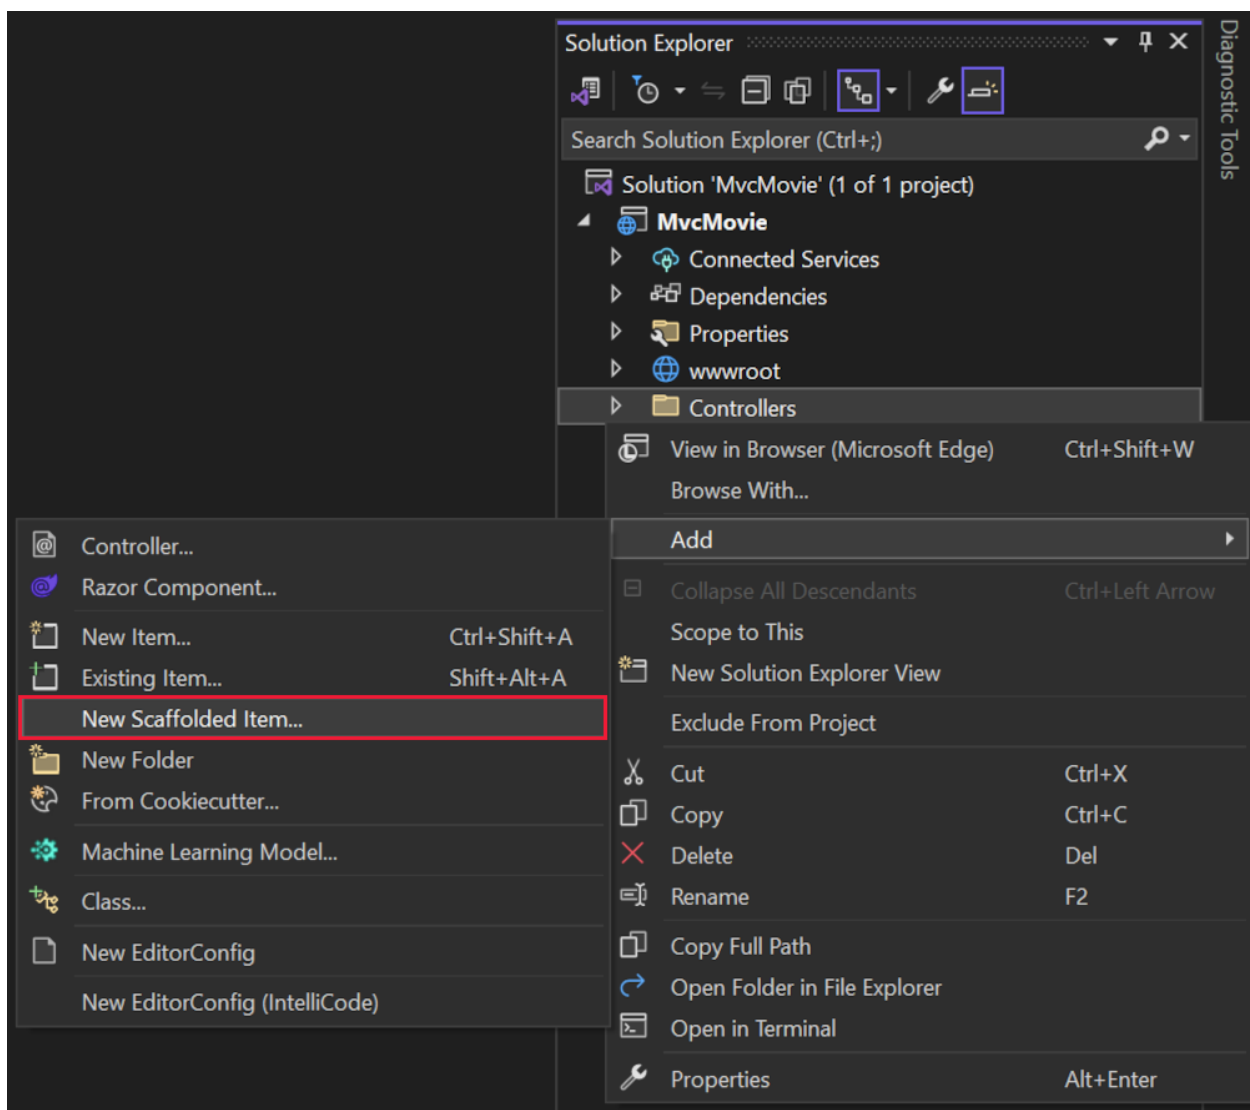 Solution Explorer
Diagnostic Tools
Search Solution Explorer (Ctrl+;)
Solution 'MvcMovie' (1 of 1 project)
MvcMovie
Connected Services
Dependencies
Properties
wwwroot
Controllers
View in Browser (Microsoft Edge) Ctrl+Shift+W
Browse With...
Add
Collapse All Descendants Ctrl+Left Arrow
Scope to This
New Solution Explorer View
Exclude From Project
Cut Ctrl+X
Copy Ctrl+C
Delete Del
Rename F2
Copy Full Path
Open Folder in File Explorer
Open in Terminal
Properties Alt+Enter
Controller...
Razor Component...
New Item... Ctrl+Shift+A
Existing Item... Shift+Alt+A
New Scaffolded Item...
New Folder
From Cookiecutter...
Machine Learning Model...
Class...
New EditorConfig
New EditorConfig (IntelliCode)